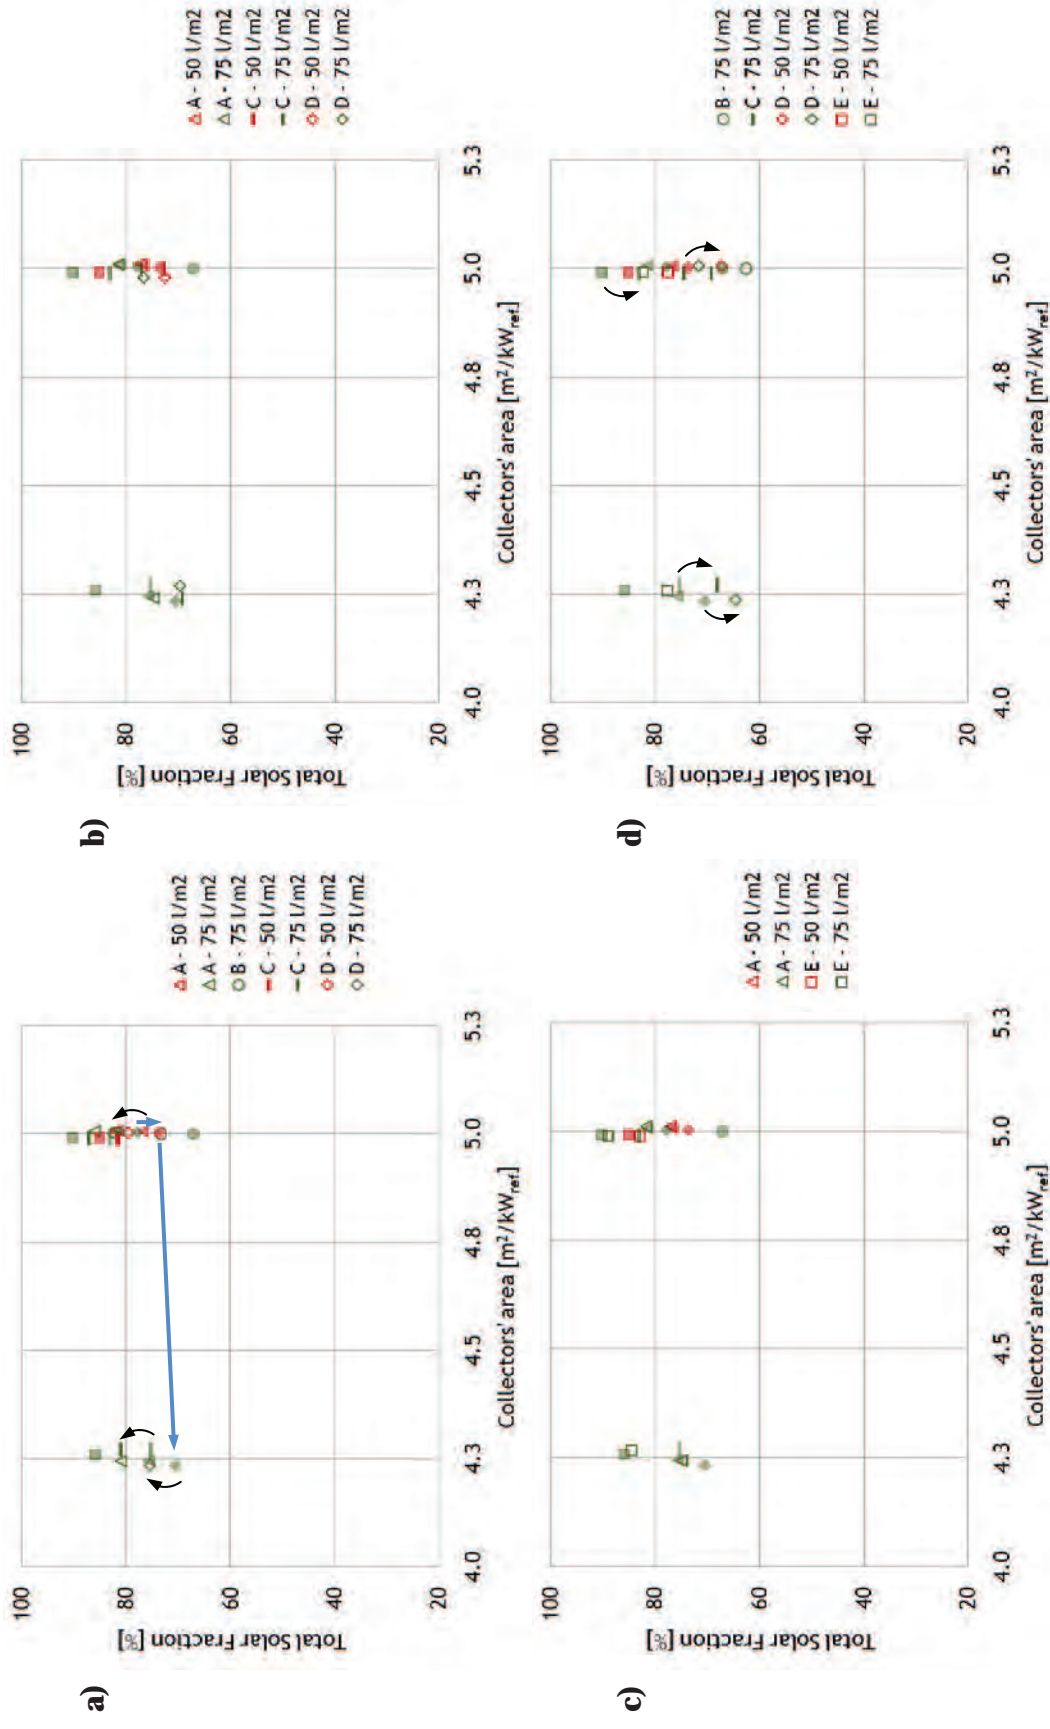 a)
Total Solar Fraction [%]
100
80
60
40
20
4.0
4.3
4.5
4.8
5.0
5.3
Collectors' area [m²/kWref]
A - 50 l/m2
A - 75 l/m2
B - 75 l/m2
C - 50 l/m2
C - 75 l/m2
D - 50 l/m2
D - 75 l/m2
b)
Total Solar Fraction [%]
100
80
60
40
20
4.0
4.3
4.5
4.8
5.0
5.3
Collectors' area [m²/kWref]
A - 50 l/m2
A - 75 l/m2
C - 50 l/m2
C - 75 l/m2
D - 50 l/m2
D - 75 l/m2
c)
Total Solar Fraction [%]
100
80
60
40
20
4.0
4.3
4.5
4.8
5.0
5.3
Collectors' area [m²/kWref]
A - 50 l/m2
A - 75 l/m2
E - 50 l/m2
E - 75 l/m2
d)
Total Solar Fraction [%]
100
80
60
40
20
4.0
4.3
4.5
4.8
5.0
5.3
Collectors' area [m²/kWref]
B - 75 l/m2
C - 75 l/m2
D - 50 l/m2
D - 75 l/m2
E - 50 l/m2
E - 75 l/m2